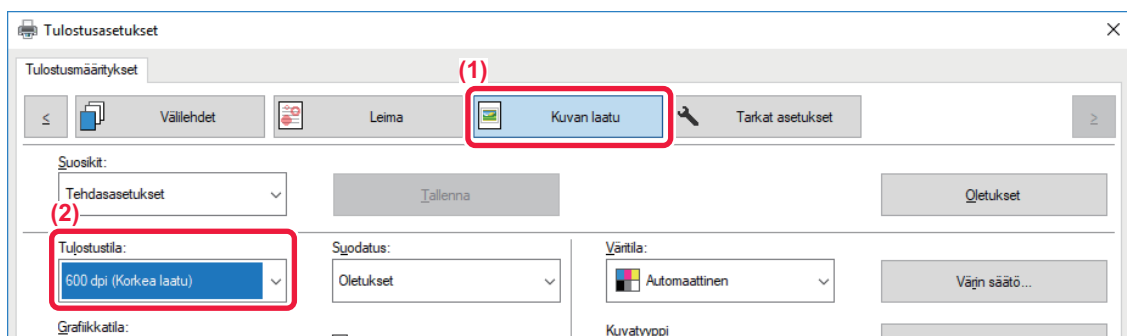 Tulostusasetukset
Tulostusmääritykset
(1)
< Välilehdet Leima Kuvan laatu Tarkat asetukset >
Suosikit:
Tehdasasetukset Tallenna Oletukset
(2)
Tulostustila: Suodatus: Väritila:
600 dpi (Korkea laatu) Oletukset Automaattinen Värin säätö...
Grafiikkatila: Kuvatyyppi